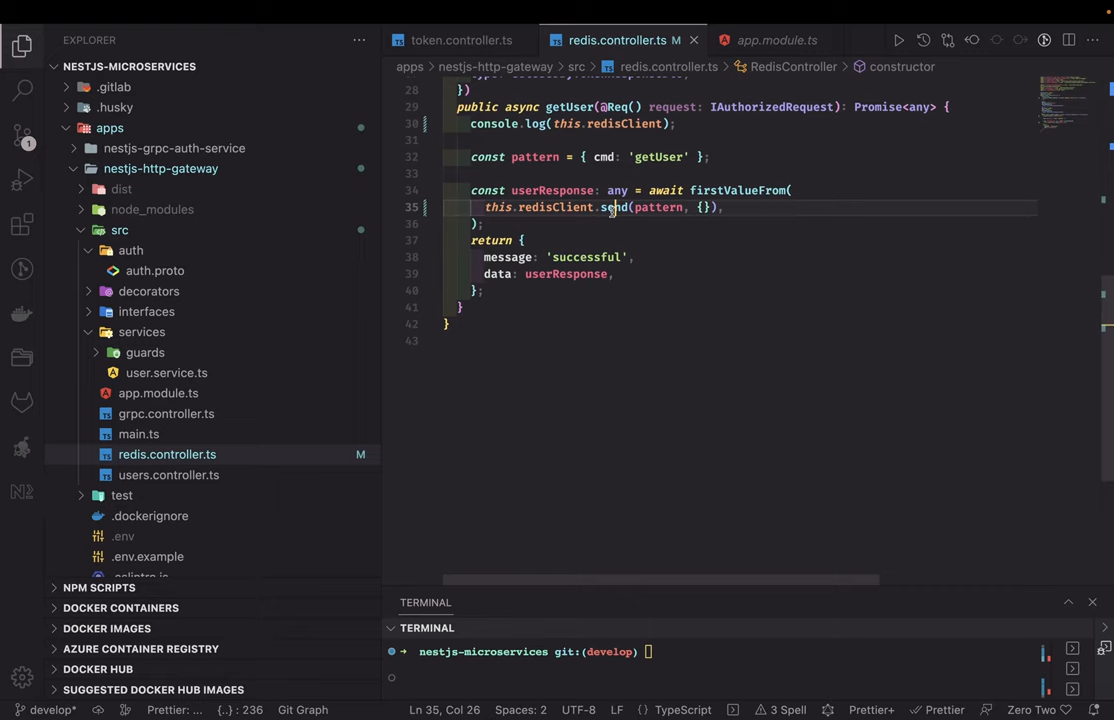 EXPLORER
NESTJS-MICROSERVICES
.gitlab
.husky
apps
nestjs-grpc-auth-service
nestjs-http-gateway
dist
node_modules
src
auth
auth.proto
decorators
interfaces
services
guards
user.service.ts
app.module.ts
grpc.controller.ts
main.ts
redis.controller.ts M
users.controller.ts
test
.dockerignore
.env
.env.example
NPM SCRIPTS
DOCKER CONTAINERS
DOCKER IMAGES
AZURE CONTAINER REGISTRY
DOCKER HUB
SUGGESTED DOCKER HUB IMAGES
token.controller.ts redis.controller.ts M app.module.ts
apps nestjs-http-gateway src redis.controller.ts RedisController constructor
28 })
29 public async getUser(@Req() request: IAuthorizedRequest): Promise<any> {
30 console.log(this.redisClient);
31
32 const pattern = { cmd: 'getUser' };
33
34 const userResponse: any = await firstValueFrom(
35 this.redisClient.send(pattern, {}),
36 );
37 return {
38 message: 'successful',
39 data: userResponse,
40 };
41 }
42 }
43
TERMINAL
TERMINAL
nestjs-microservices git:(develop)
develop* Prettier: ... {..} : 236 Git Graph Ln 35, Col 26 Spaces: 2 UTF-8 LF TypeScript 3 Spell Prettier+ Prettier Zero Two